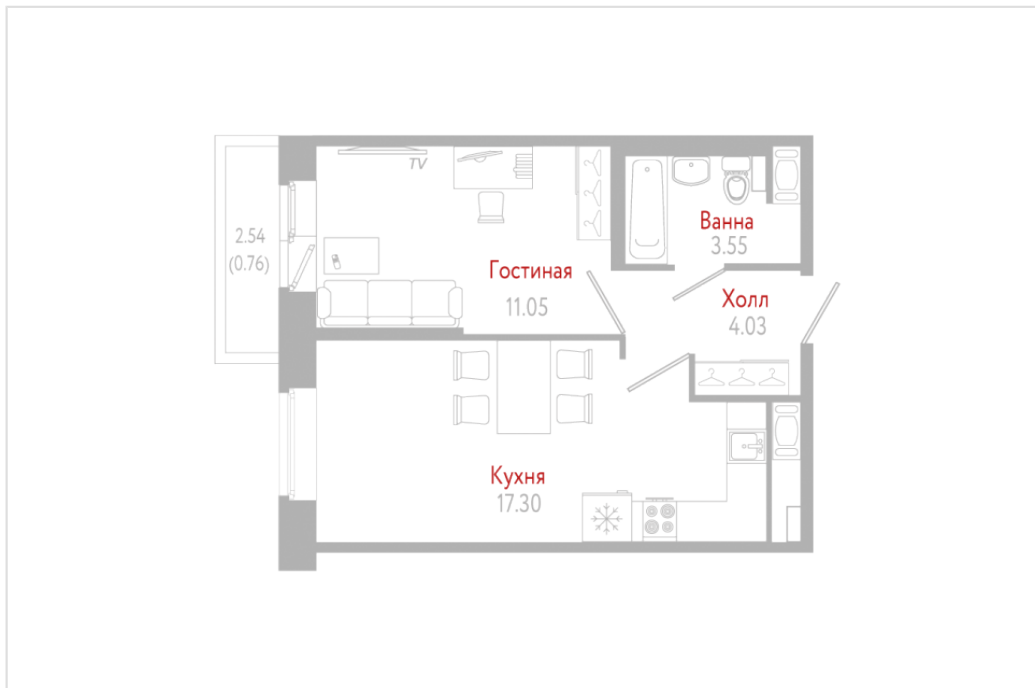 TV
2.54
(0.76)
Гостиная
11.05
Ванна
3.55
Холл
4.03
Кухня
17.30